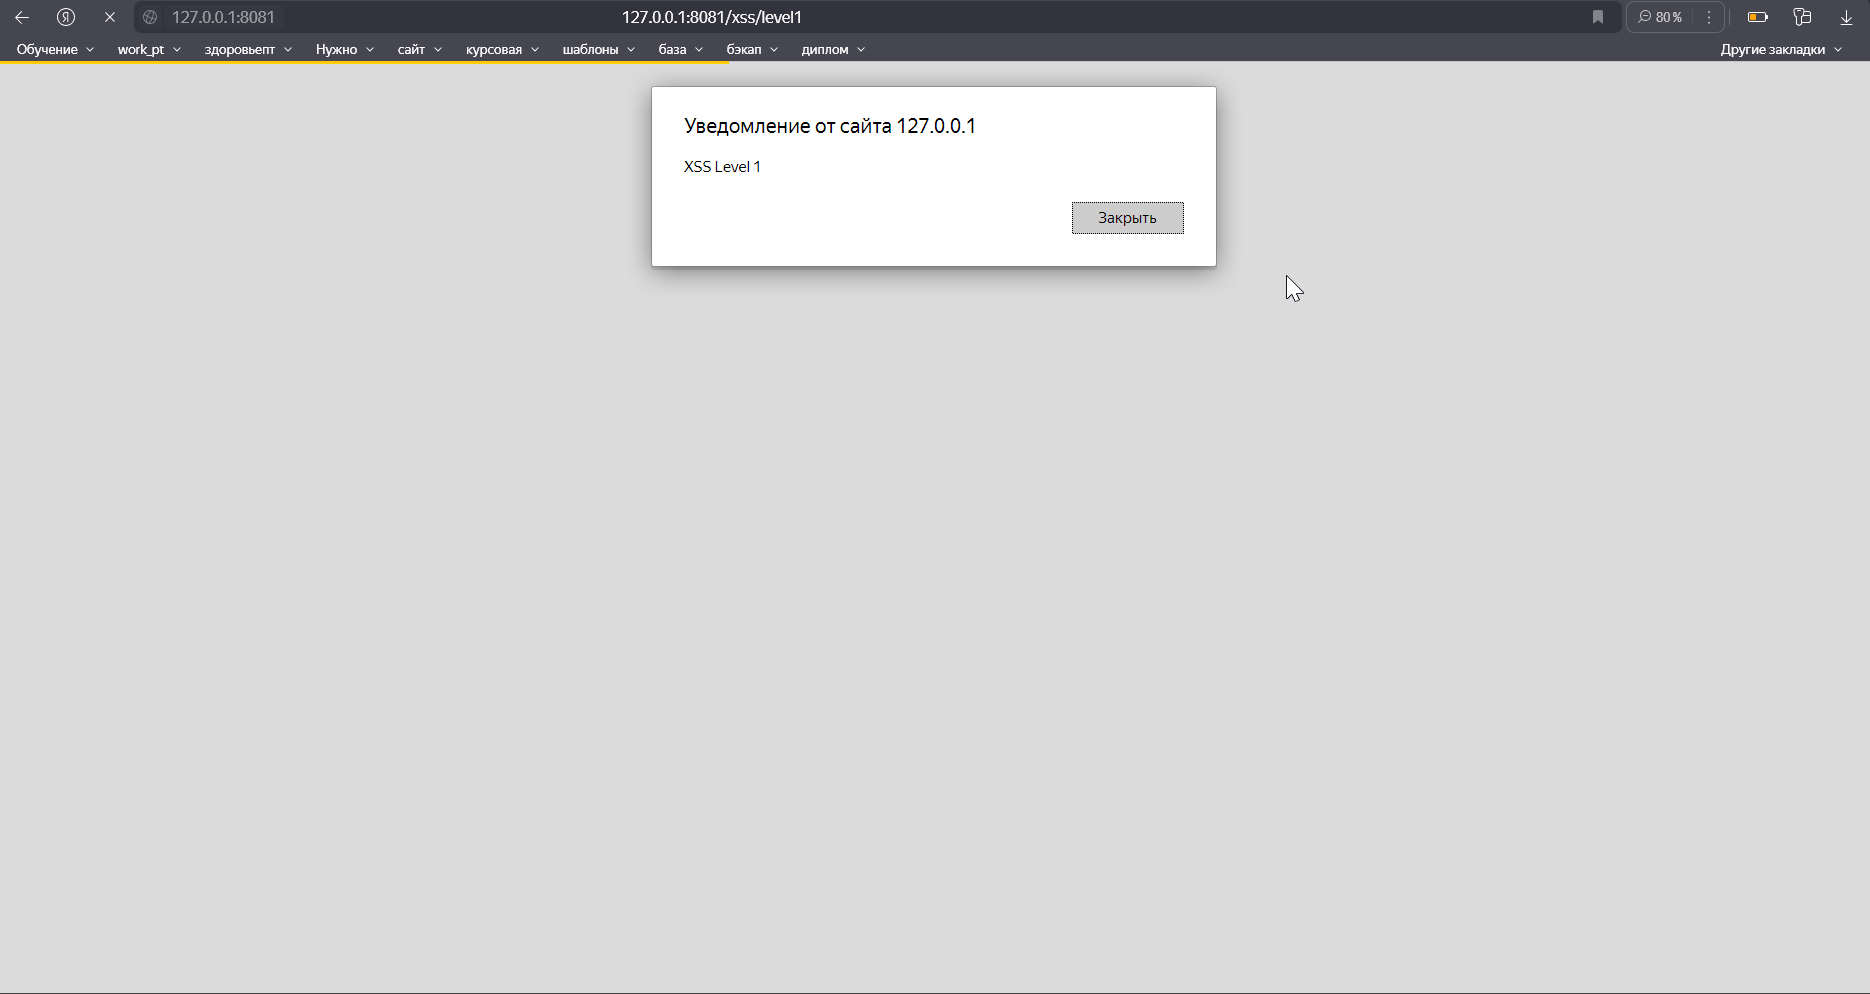 127.0.0.1:8081 127.0.0.1:8081/xss/level1 80 %
Обучение work_pt здоровьепт Нужно сайт курсовая шаблоны база бэкап диплом Другие закладки
Уведомление от сайта 127.0.0.1
XSS Level 1
Закрыть